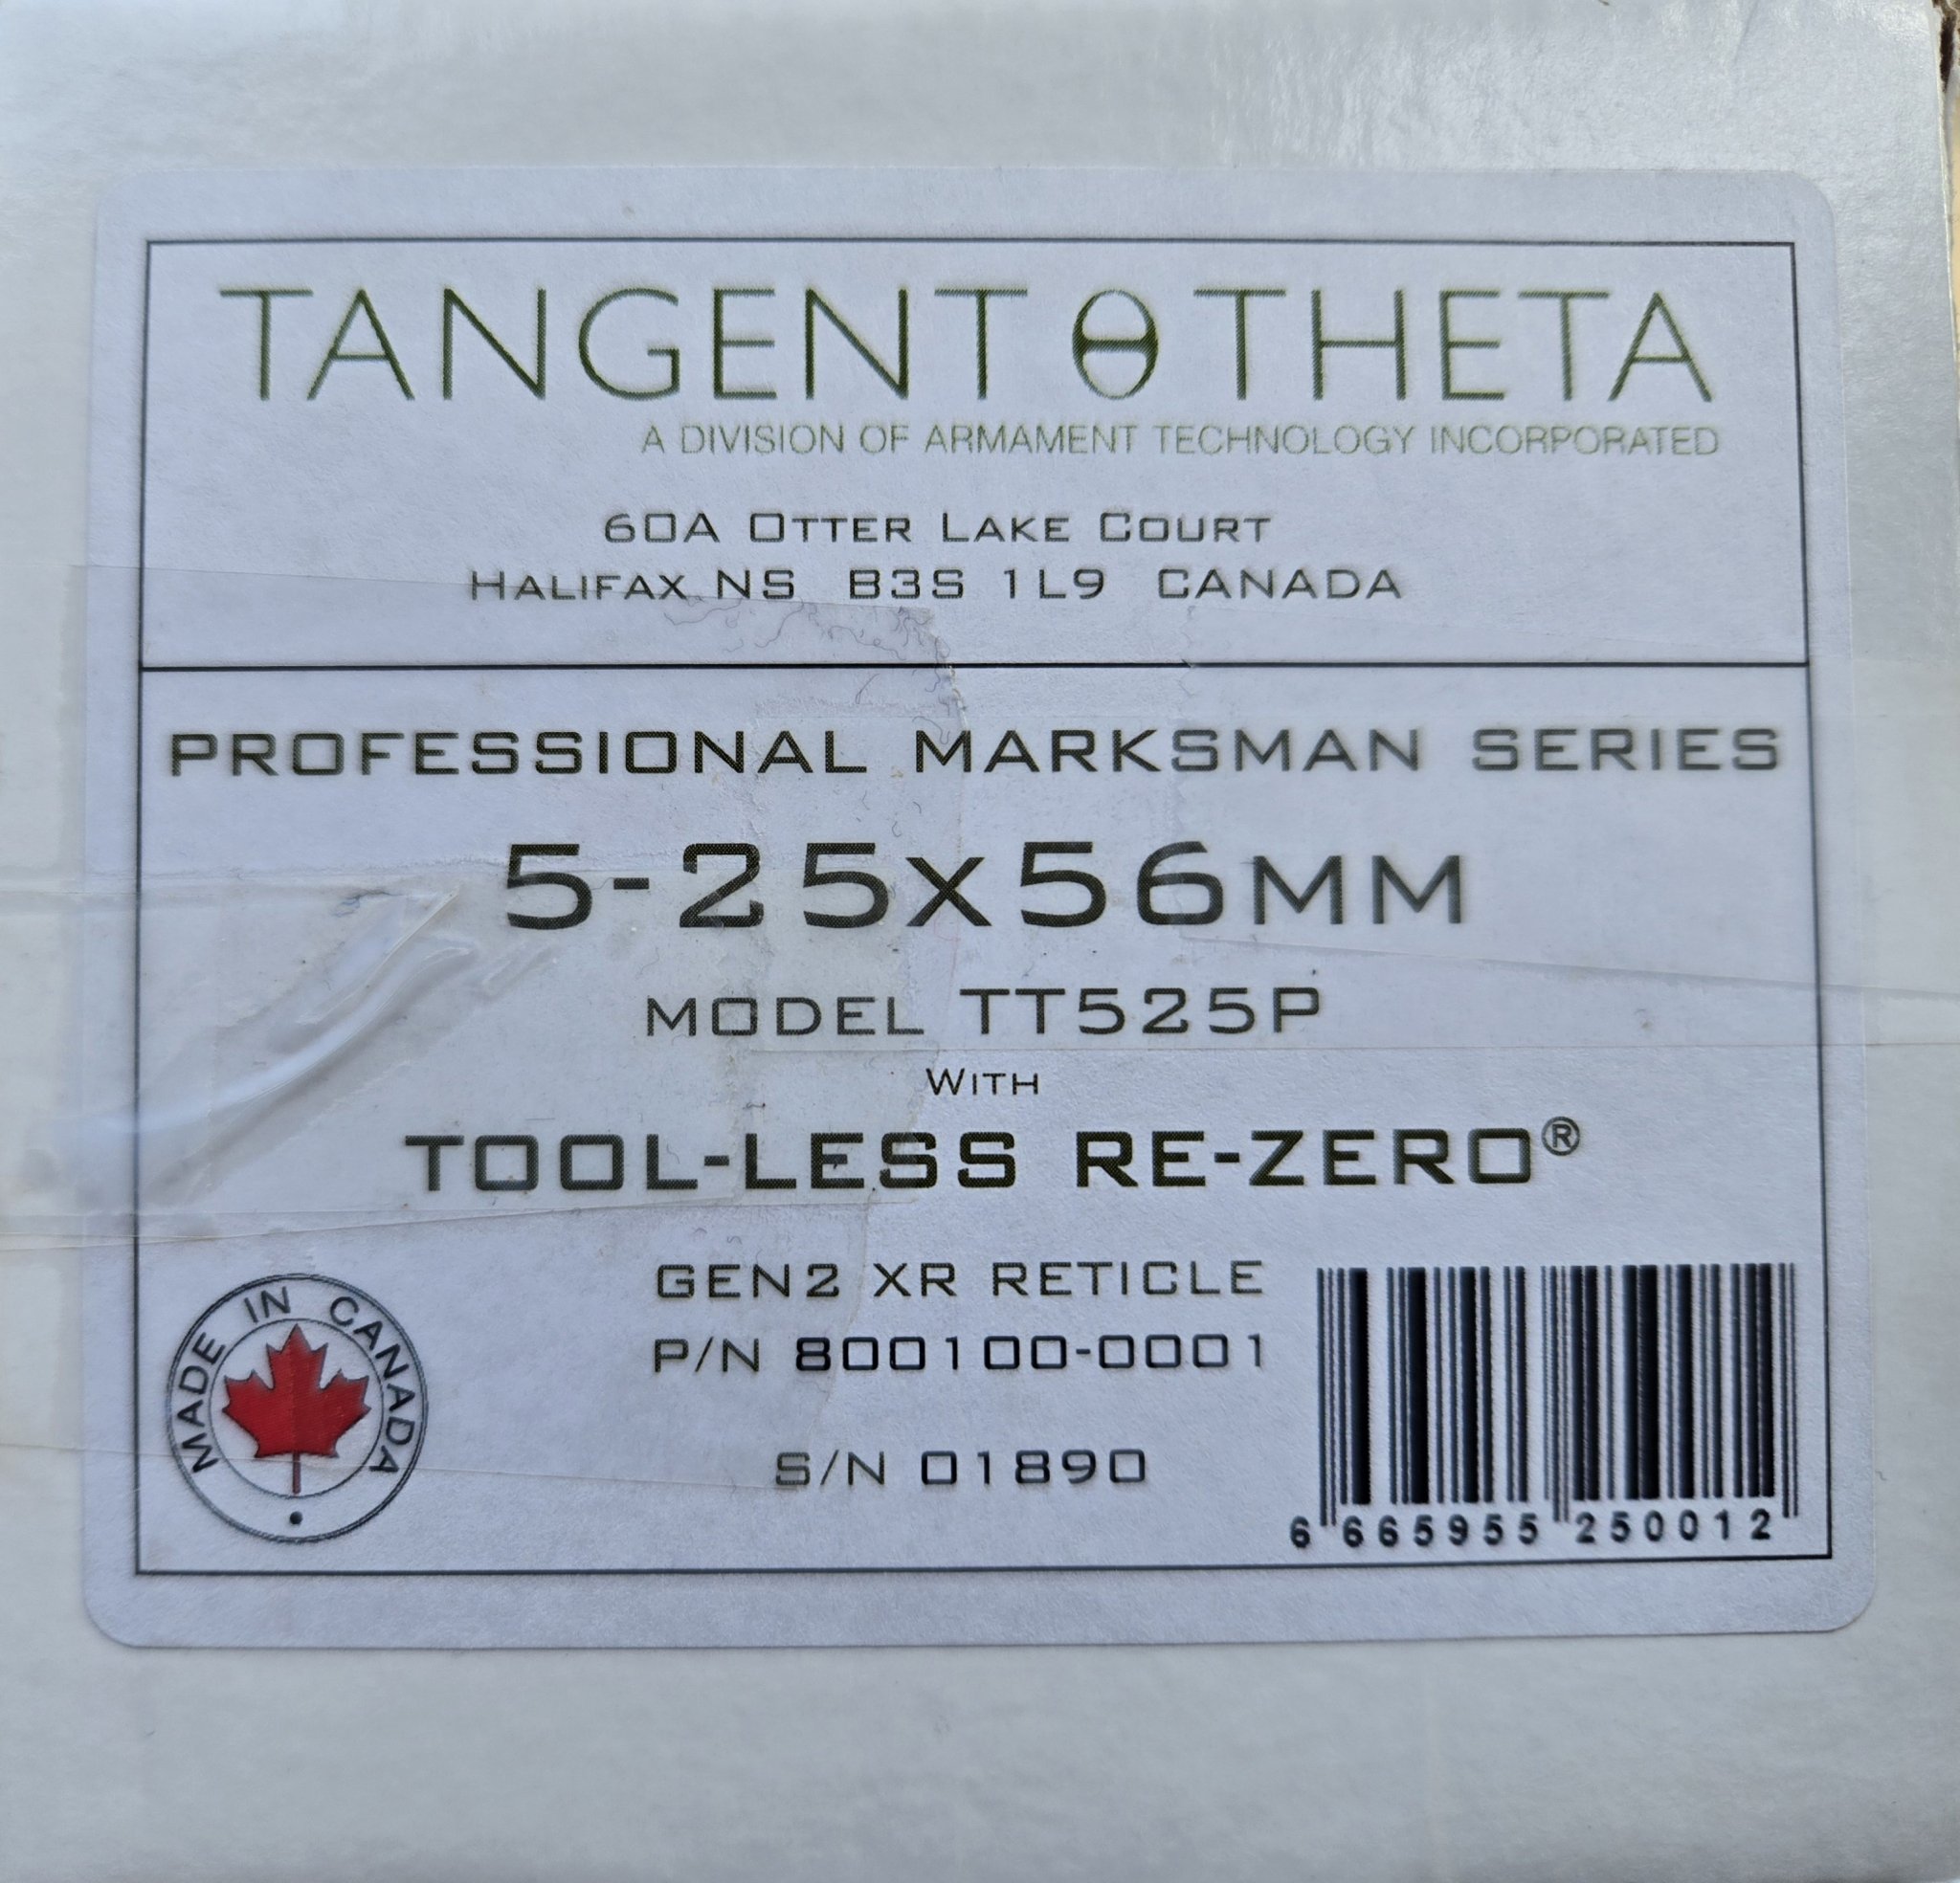 TANGENT θ THETA
A DIVISION OF ARMAMENT TECHNOLOGY INCORPORATED
60A OTTER LAKE COURT
HALIFAX NS B3S 1L9 CANADA
PROFESSIONAL MARKSMAN SERIES
5-25X56MM
MODEL TT525P
WITH
TOOL-LESS RE-ZERO®
GEN2 XR RETICLE
P/N 800100-0001
S/N 01890
MADE IN CANADA
6 665955 250012